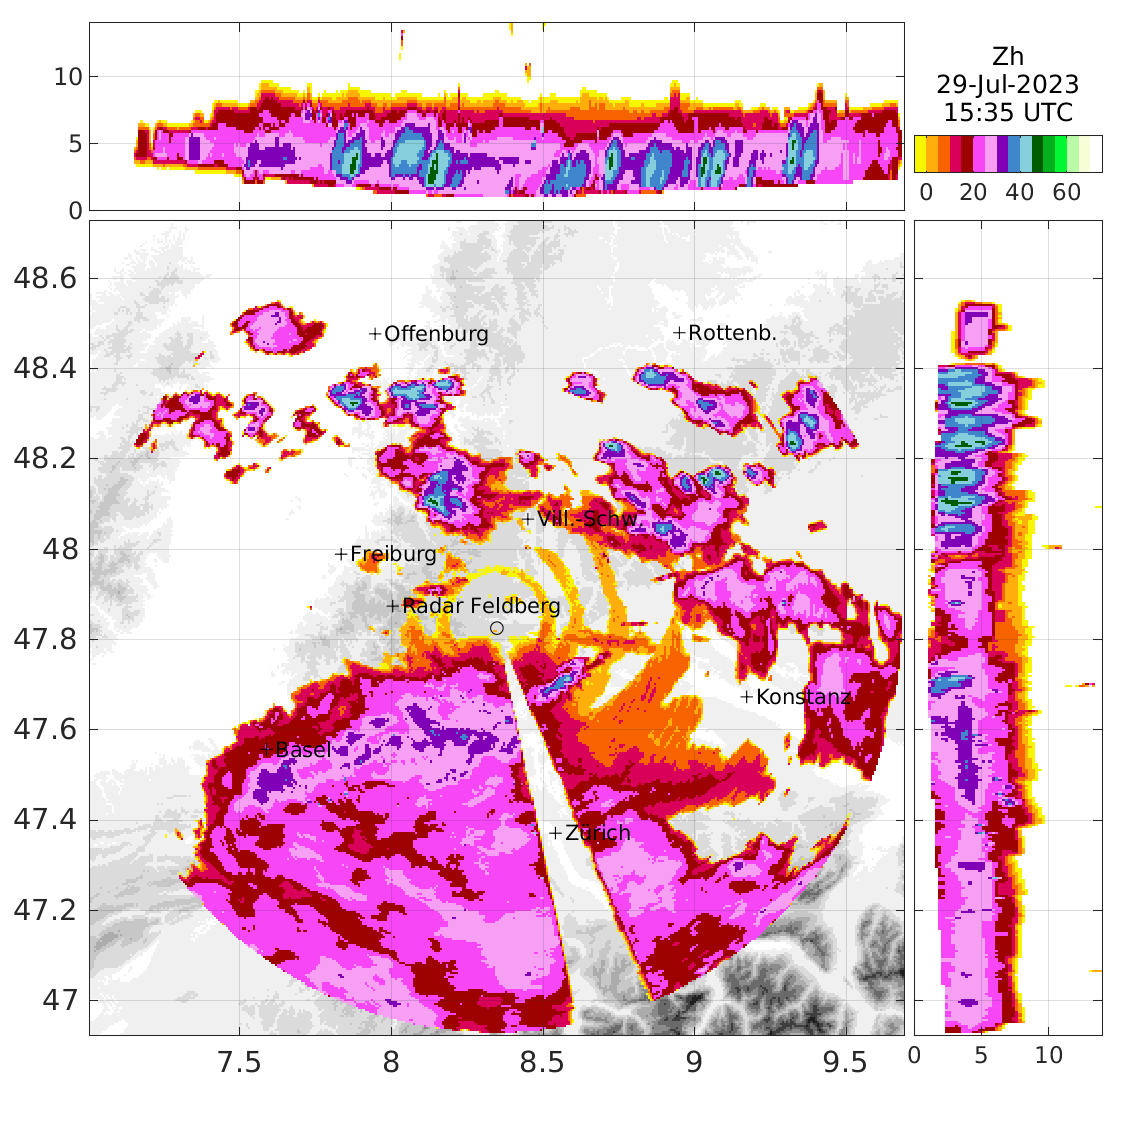 Zh
29-Jul-2023
15:35 UTC
0 20 40 60
10
5
0
48.6
48.4
48.2
48
47.8
47.6
47.4
47.2
47
+Offenburg
+Rottenb.
+Vill.-Schw.
+Freiburg
+Radar Feldberg
+Konstanz
+Basel
+Zürich
7.5 8 8.5 9 9.5
0 5 10